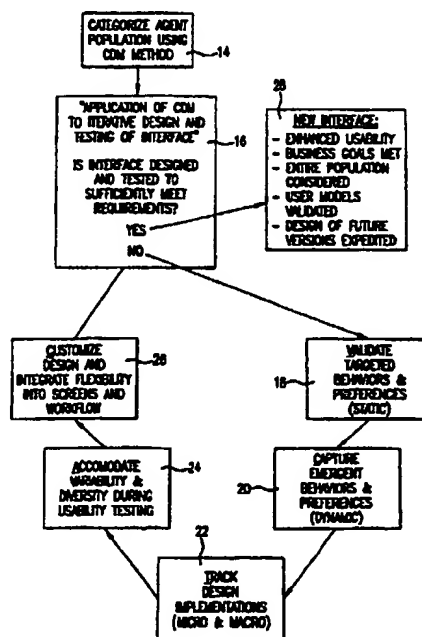 CATEGORIZE AGENT
POPULATION USING
CDM METHOD
14
"APPLICATION OF CDM
TO ITERATIVE DESIGN AND
TESTING OF INTERFACE"
16
IS INTERFACE DESIGNED
AND TESTED TO
SUFFICIENTLY MEET
REQUIREMENTS?
YES
NO
28
NEW INTERFACE:
- ENHANCED USABILITY
- BUSINESS GOALS MET
- ENTIRE POPULATION
CONSIDERED
- USER MODELS
VALIDATED
- DESIGN OF FUTURE
VERSIONS EXPEDITED
CUSTOMIZE
DESIGN AND
INTEGRATE FLEXIBILITY
INTO SCREENS AND
WORKFLOW
26
VALIDATE
TARGETED
BEHAVIORS &
PREFERENCES
(STATIC)
18
ACCOMODATE
VARIABILITY &
DIVERSITY DURING
USABILITY TESTING
24
CAPTURE
EMERGENT
BEHAVIORS &
PREFERENCES
(DYNAMIC)
20
22
TRACK
DESIGN
IMPLEMENTATIONS
(MICRO & MACRO)